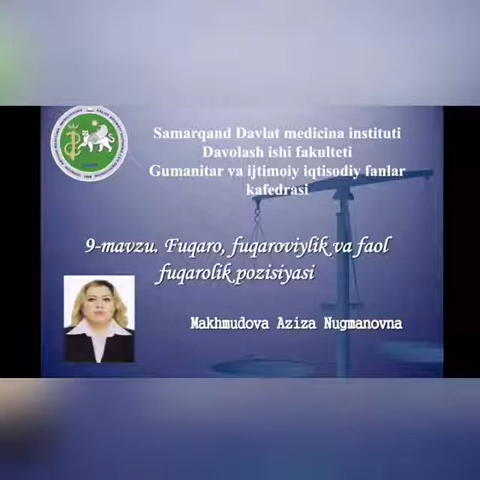 Samarqand Davlat medicina instituti
Davolash ishi fakulteti
Gumanitar va ijtimoiy iqtisodiy fanlar
kafedrasi
9-mavzu. Fuqaro, fuqaroviylik va faol
fuqarolik pozisiyasi
Makhmudova Aziza Nugmanovna